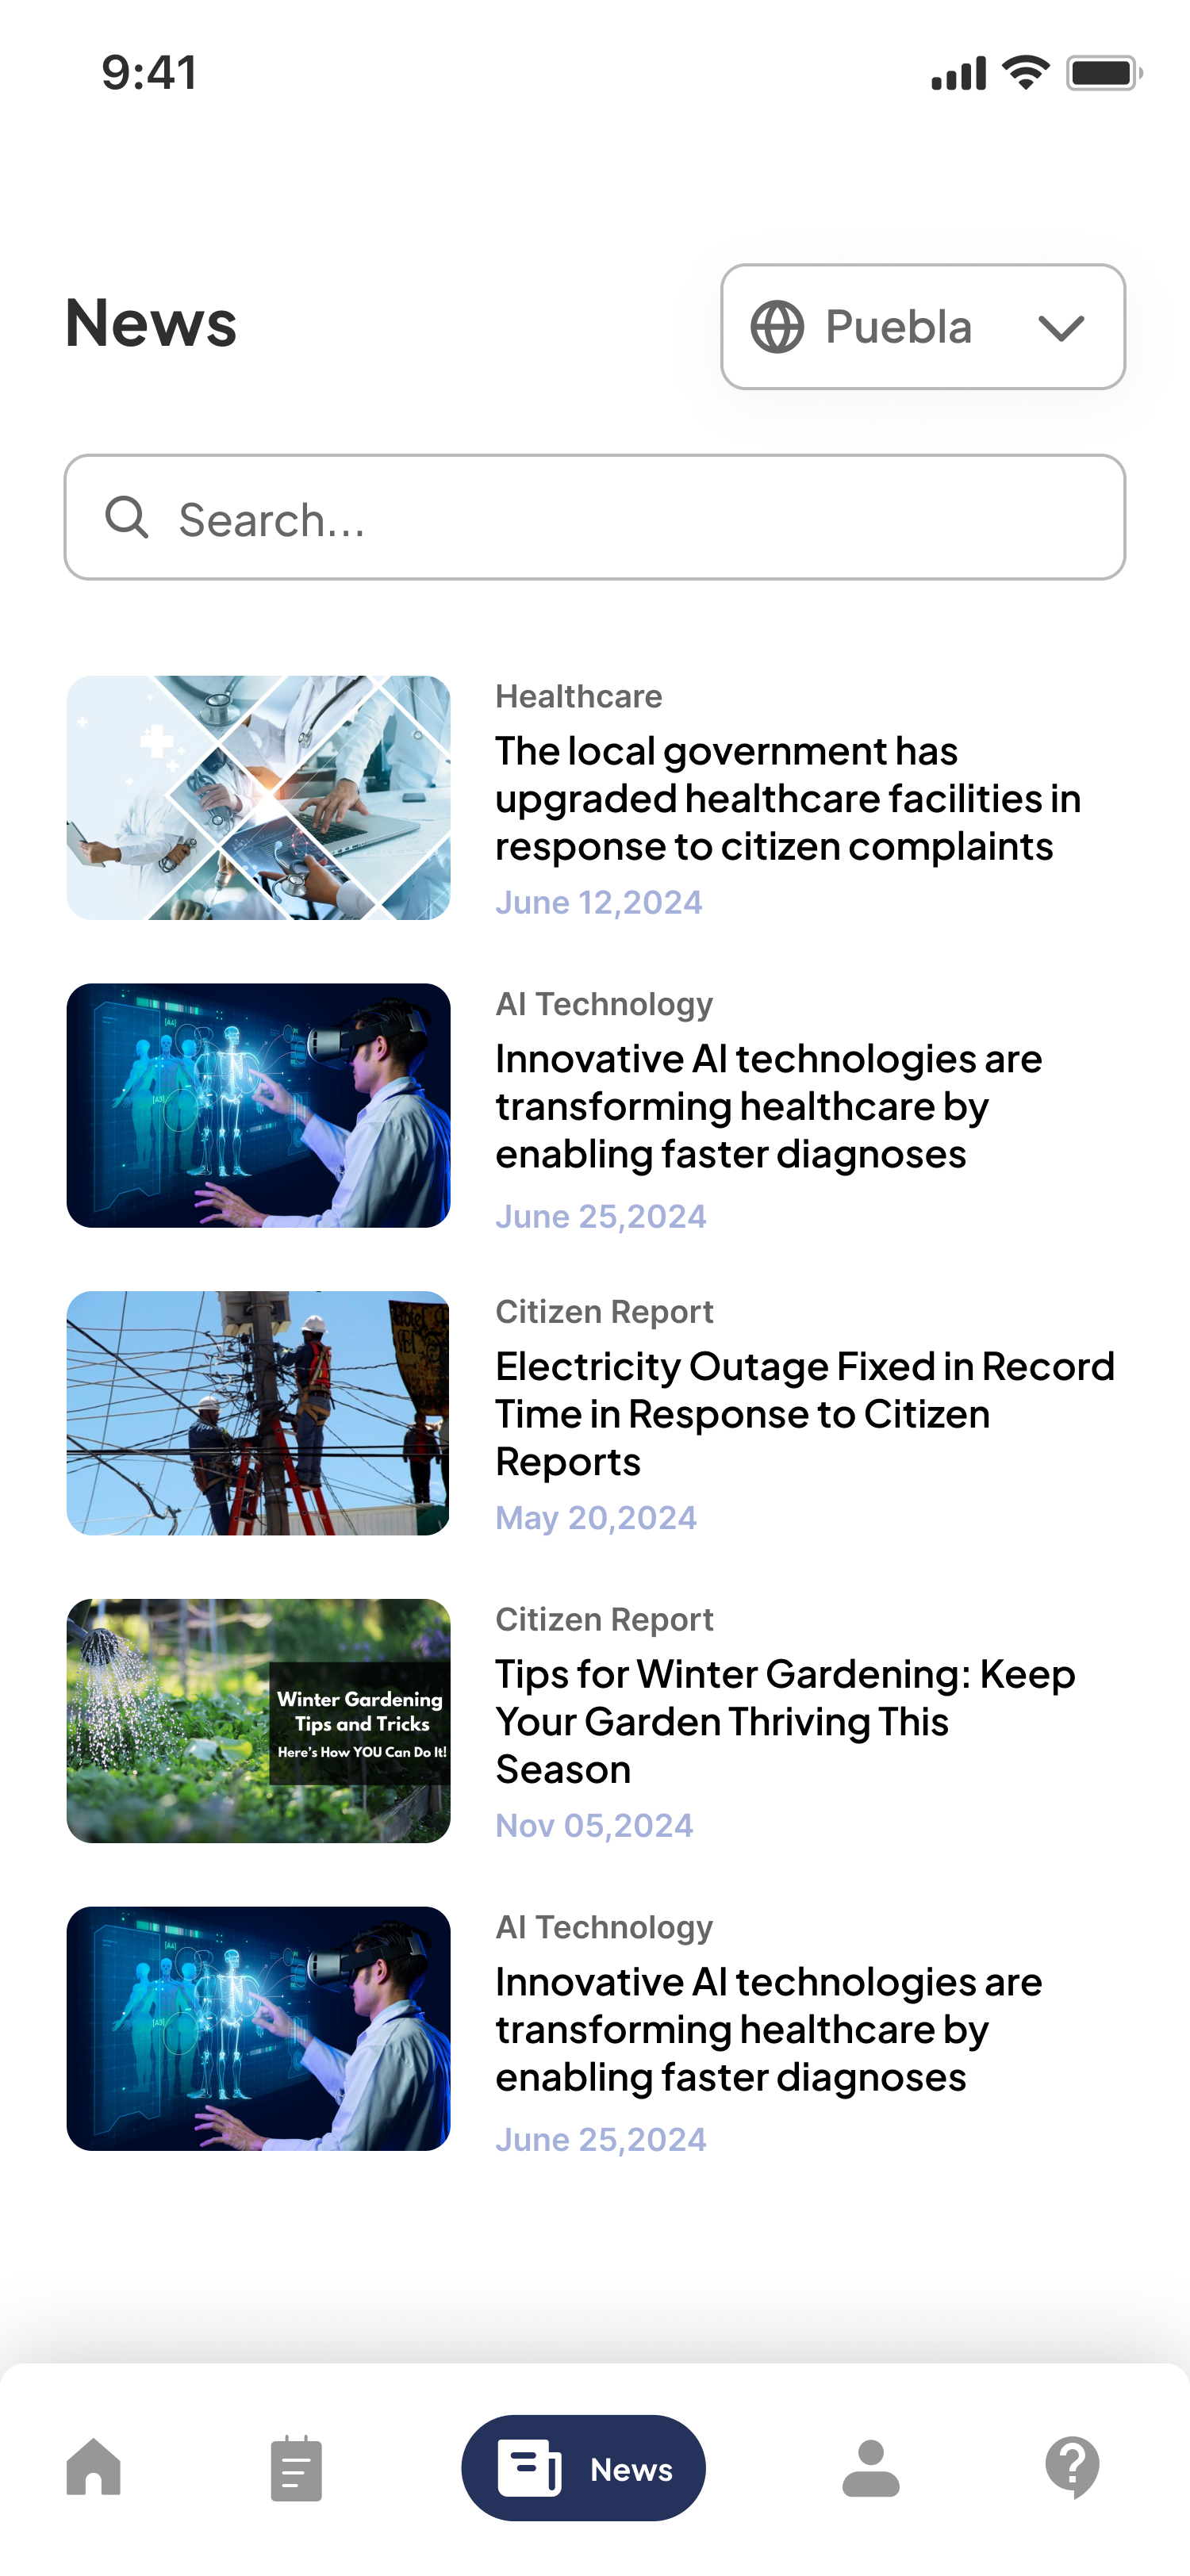 9:41
News
Puebla
Search...
Healthcare
The local government has
upgraded healthcare facilities in
response to citizen complaints
June 12,2024
AI Technology
Innovative AI technologies are
transforming healthcare by
enabling faster diagnoses
June 25,2024
Citizen Report
Electricity Outage Fixed in Record
Time in Response to Citizen
Reports
May 20,2024
Winter Gardening
Tips and Tricks
Here's How YOU Can Do It!
Citizen Report
Tips for Winter Gardening: Keep
Your Garden Thriving This
Season
Nov 05,2024
AI Technology
Innovative AI technologies are
transforming healthcare by
enabling faster diagnoses
June 25,2024
News